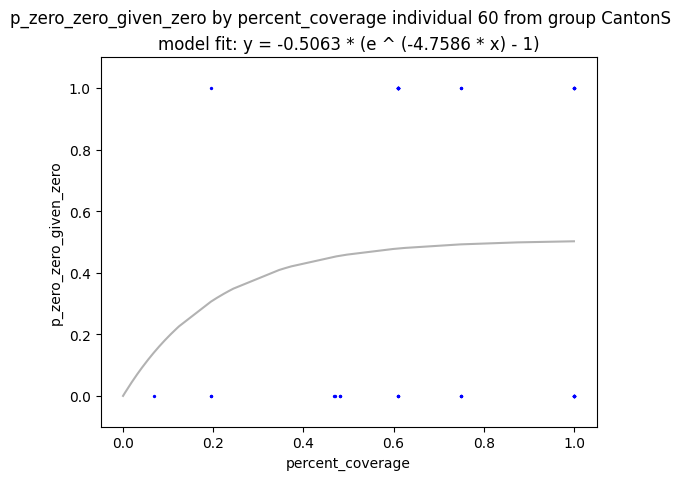 p_zero_zero_given_zero by percent_coverage individual 60 from group CantonS
model fit: y = -0.5063 * (e ^ (-4.7586 * x) - 1)
1.0
0.8
0.6
0.4
0.2
0.0
p_zero_zero_given_zero
0.0 0.2 0.4 0.6 0.8 1.0
percent_coverage